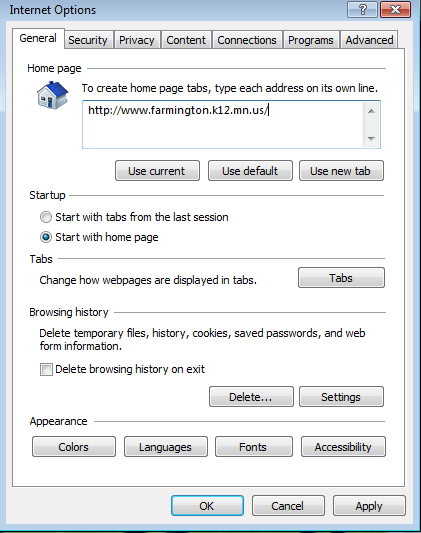 Internet Options
General Security Privacy Content Connections Programs Advanced
Home page
To create home page tabs, type each address on its own line.
http://www.farmington.k12.mn.us/
Use current Use default Use new tab
Startup
Start with tabs from the last session
Start with home page
Tabs
Change how webpages are displayed in tabs. Tabs
Browsing history
Delete temporary files, history, cookies, saved passwords, and web
form information.
Delete browsing history on exit
Delete... Settings
Appearance
Colors Languages Fonts Accessibility
OK Cancel Apply